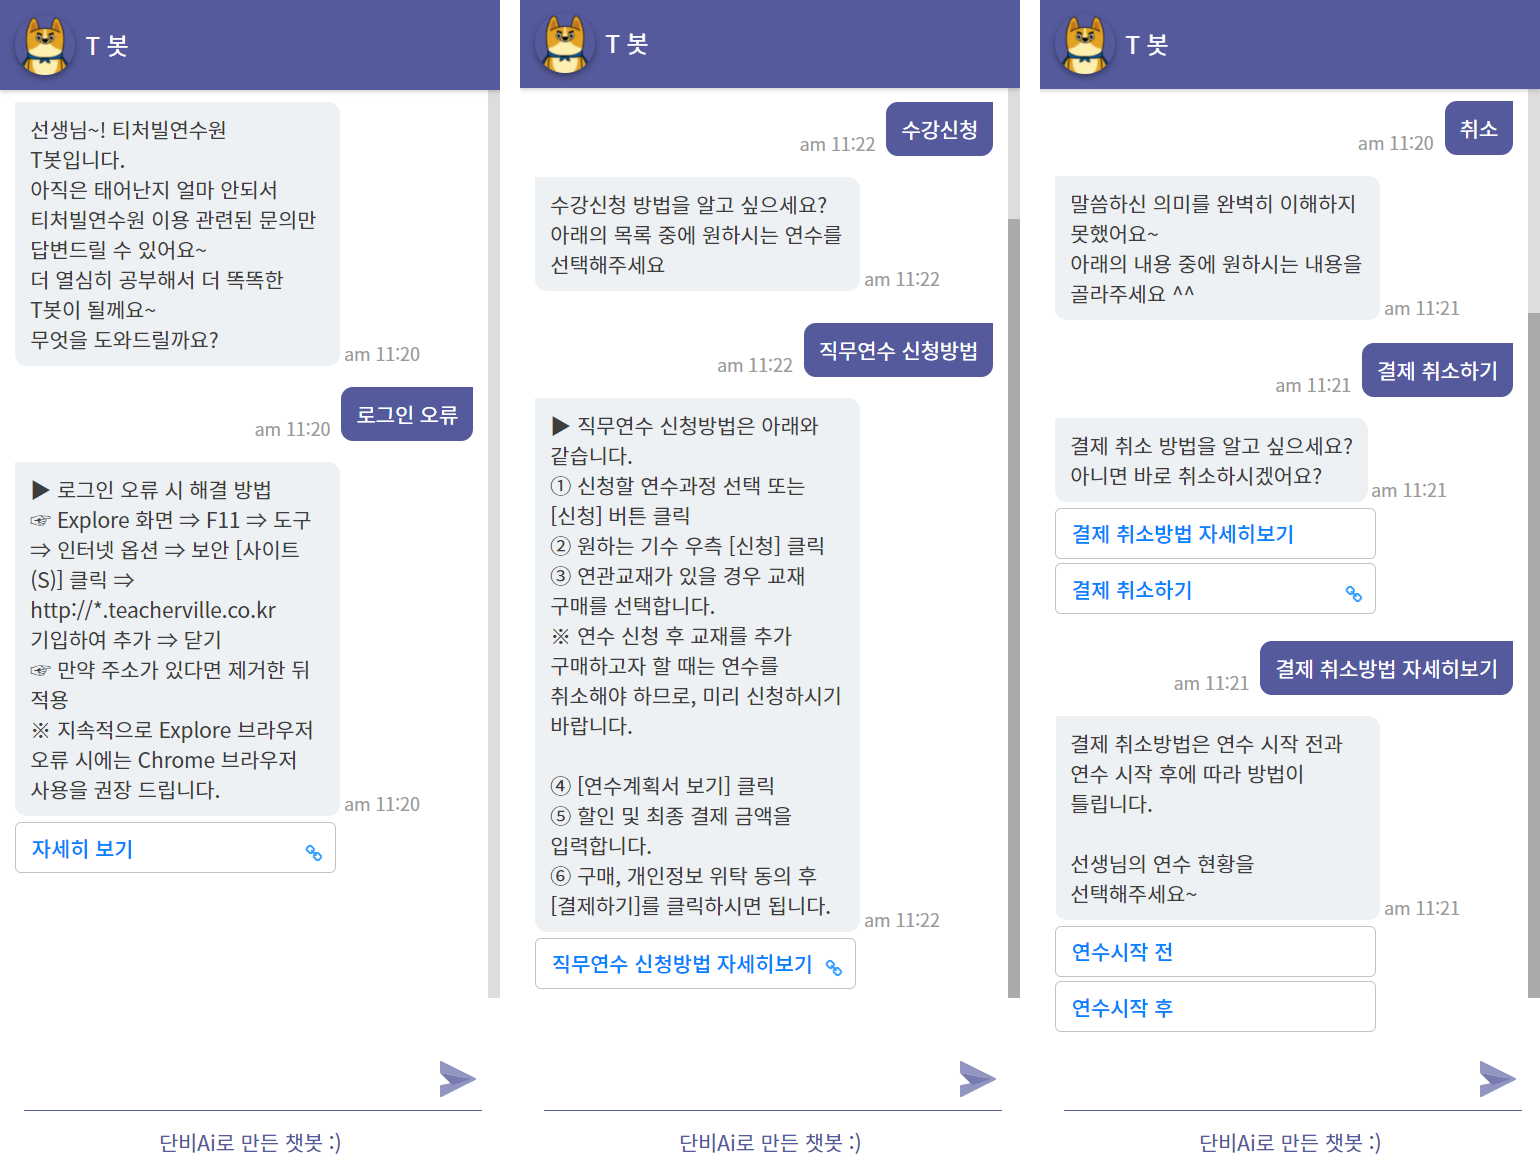 T 봇
선생님~! 티처빌연수원
T봇입니다.
아직은 태어난지 얼마 안되서
티처빌연수원 이용 관련된 문의만
답변드릴 수 있어요~
더 열심히 공부해서 더 똑똑한
T봇이 될께요~
무엇을 도와드릴까요?
am 11:20
로그인 오류
am 11:20
▶ 로그인 오류 시 해결 방법
☞ Explore 화면 ⇒ F11 ⇒ 도구
⇒ 인터넷 옵션 ⇒ 보안 [사이트
(S)] 클릭 ⇒
http://*.teacherville.co.kr
기입하여 추가 ⇒ 닫기
☞ 만약 주소가 있다면 제거한 뒤
적용
※ 지속적으로 Explore 브라우저
오류 시에는 Chrome 브라우저
사용을 권장 드립니다.
am 11:20
자세히 보기
단비Ai로 만든 챗봇 :)
T 봇
수강신청
am 11:22
수강신청 방법을 알고 싶으세요?
아래의 목록 중에 원하시는 연수를
선택해주세요
am 11:22
직무연수 신청방법
am 11:22
▶ 직무연수 신청방법은 아래와
같습니다.
① 신청할 연수과정 선택 또는
[신청] 버튼 클릭
② 원하는 기수 우측 [신청] 클릭
③ 연관교재가 있을 경우 교재
구매를 선택합니다.
※ 연수 신청 후 교재를 추가
구매하고자 할 때는 연수를
취소해야 하므로, 미리 신청하시기
바랍니다.
④ [연수계획서 보기] 클릭
⑤ 할인 및 최종 결제 금액을
입력합니다.
⑥ 구매, 개인정보 위탁 동의 후
[결제하기]를 클릭하시면 됩니다.
am 11:22
직무연수 신청방법 자세히보기
단비Ai로 만든 챗봇 :)
T 봇
취소
am 11:20
말씀하신 의미를 완벽히 이해하지
못했어요~
아래의 내용 중에 원하시는 내용을
골라주세요 ^^
am 11:21
결제 취소하기
am 11:21
결제 취소 방법을 알고 싶으세요?
아니면 바로 취소하시겠어요?
am 11:21
결제 취소방법 자세히보기
결제 취소하기
결제 취소방법 자세히보기
am 11:21
결제 취소방법은 연수 시작 전과
연수 시작 후에 따라 방법이
틀립니다.
선생님의 연수 현황을
선택해주세요~
am 11:21
연수시작 전
연수시작 후
단비Ai로 만든 챗봇 :)